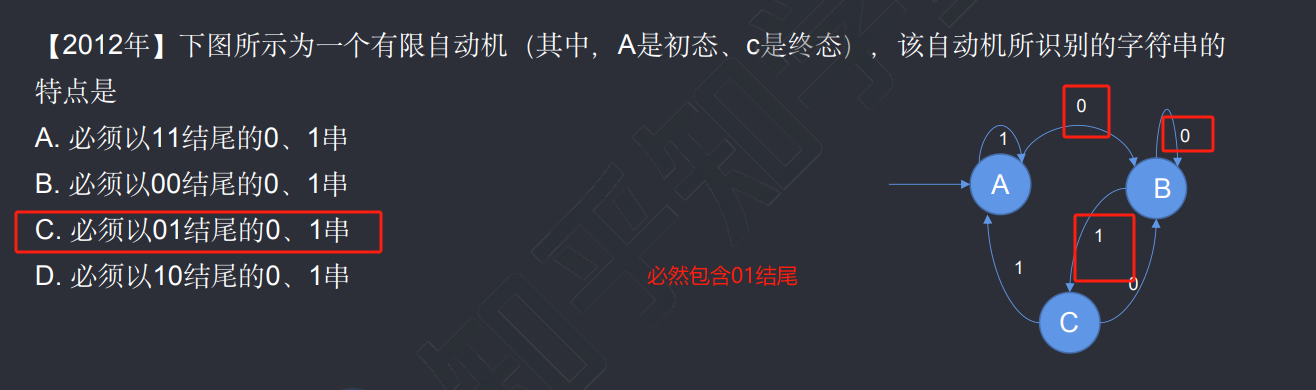 【2012年】下图所示为一个有限自动机（其中，A是初态、c是终态），该自动机所识别的字符串的
特点是
A. 必须以11结尾的0、1串
B. 必须以00结尾的0、1串
C. 必须以01结尾的0、1串
D. 必须以10结尾的0、1串
必然包含01结尾
0
1
0
A
B
1
1
0
C